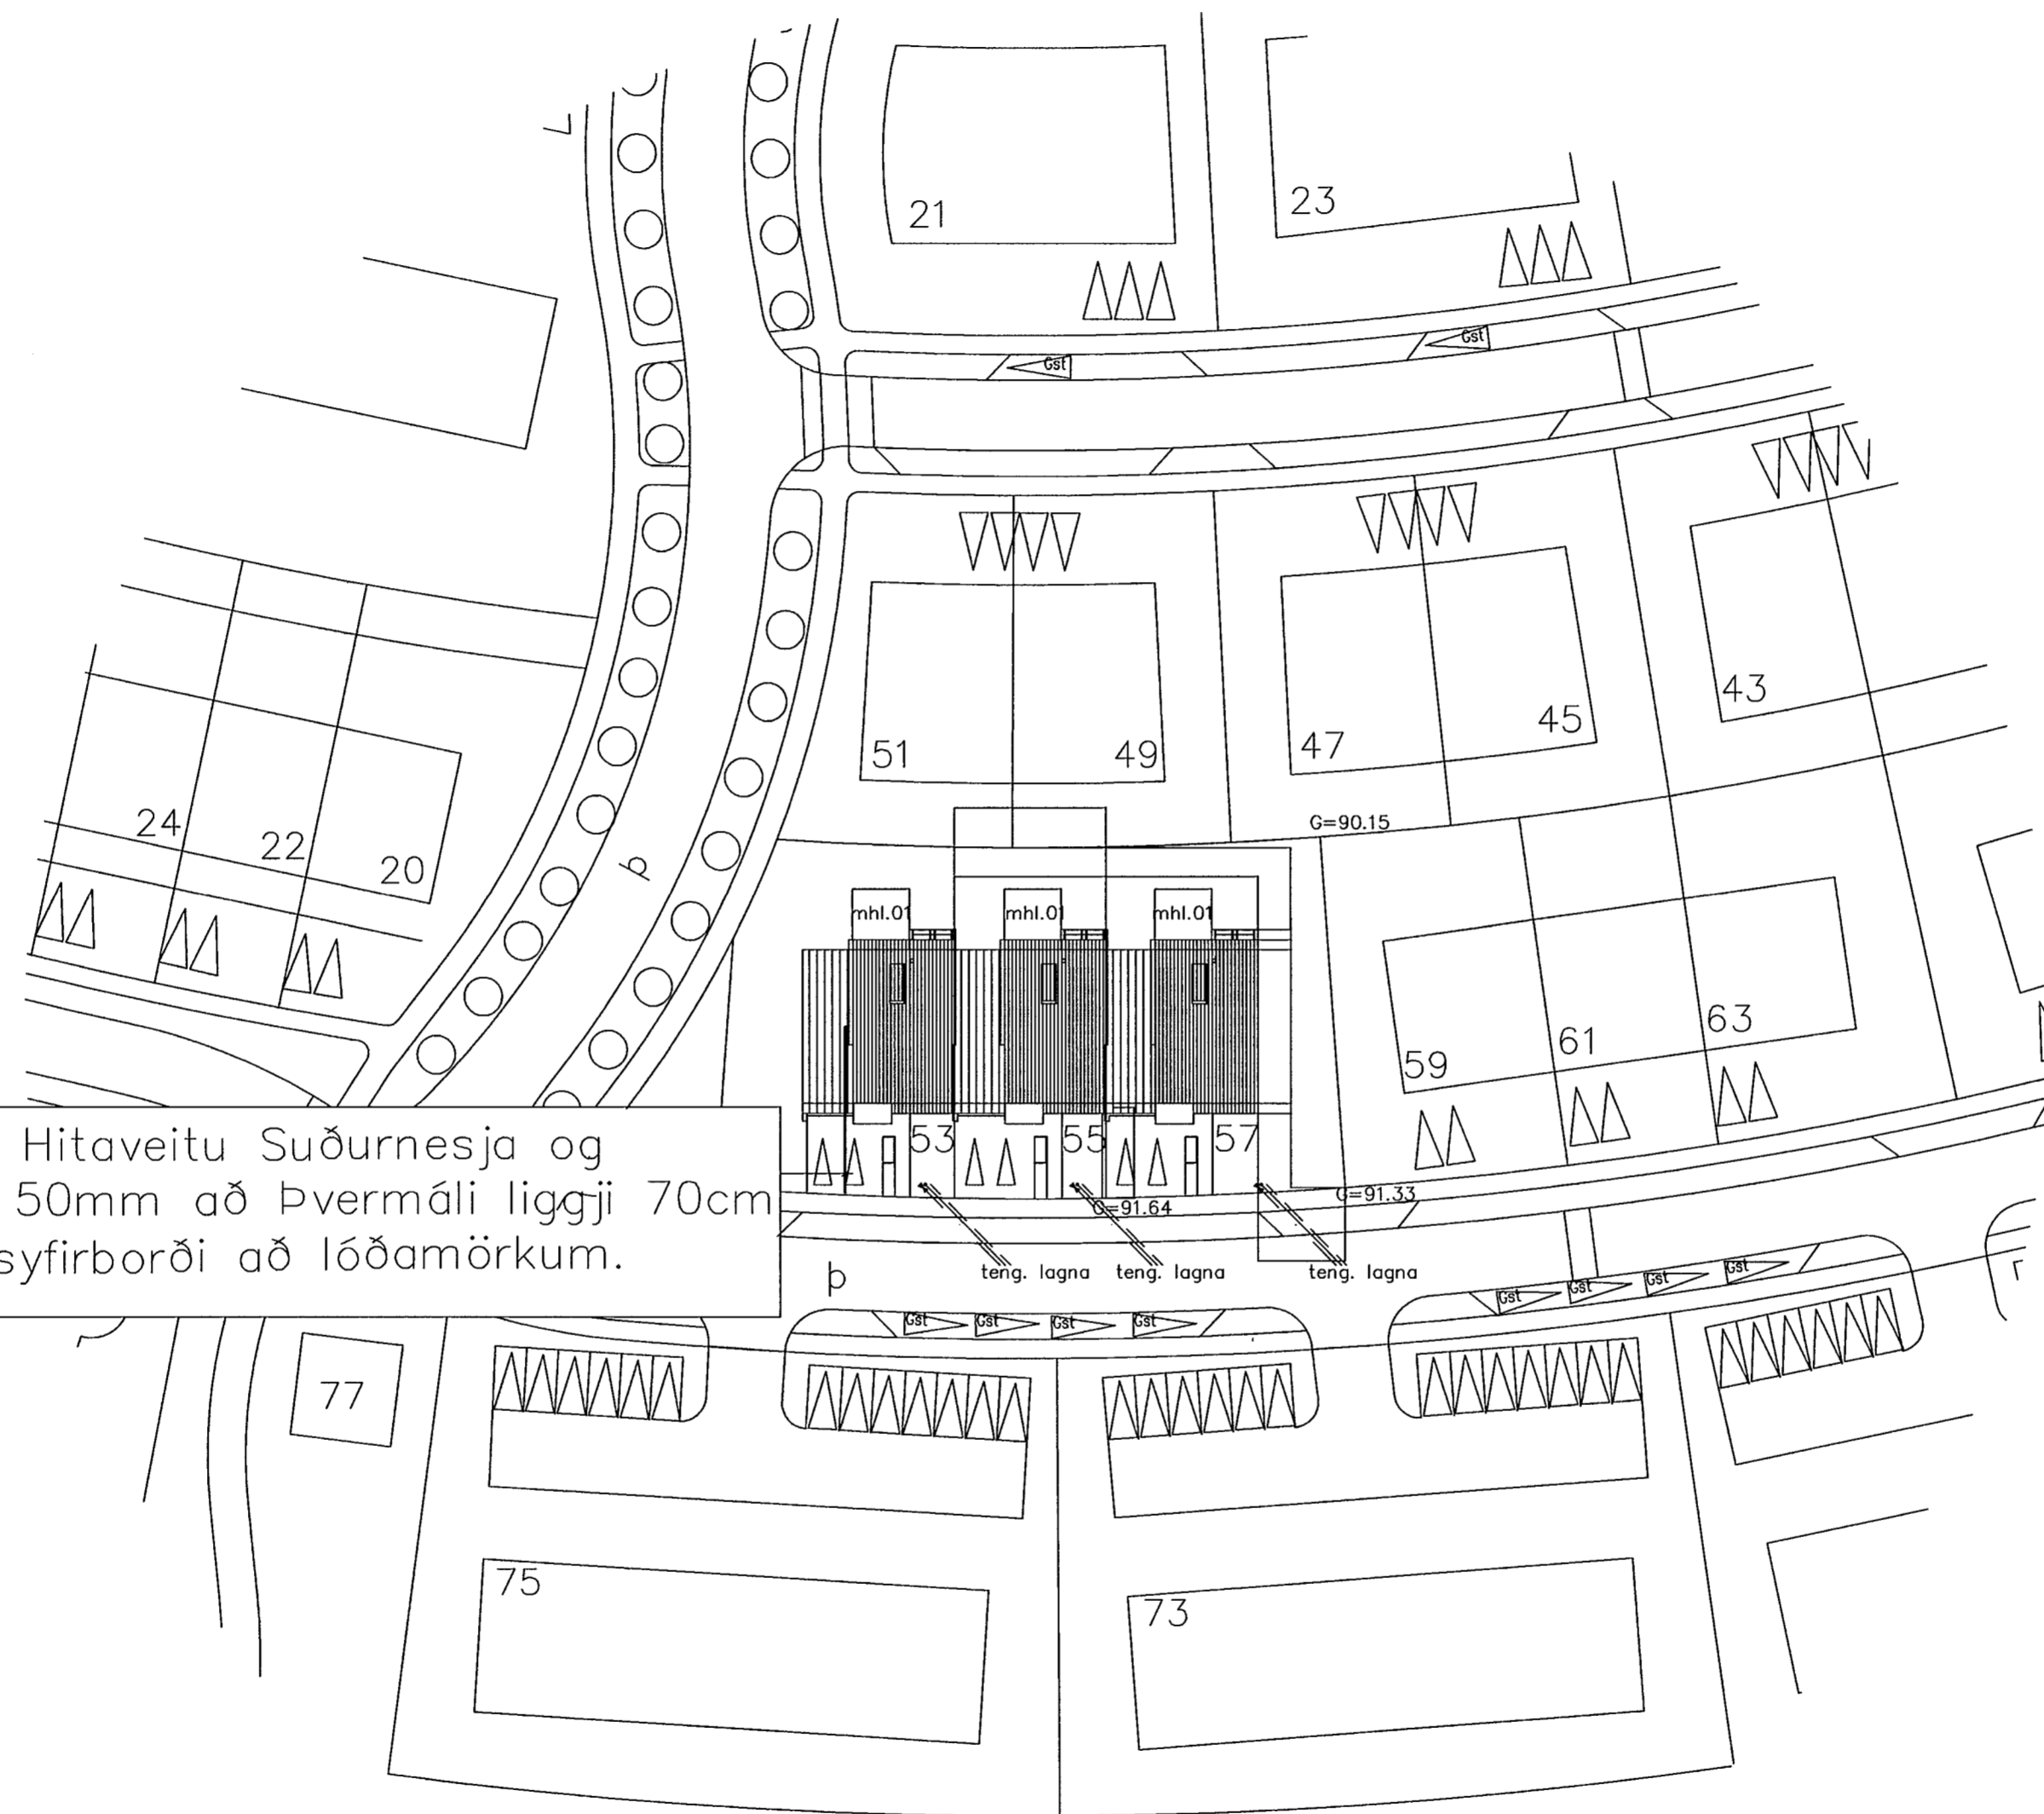 21
23
Gst
Gst
51
49
47
45
43
G=90.15
24
22
20
þ
mhl.01
mhl.01
mhl.01
59
61
63
53
55
57
Hitaveitu Suðurnesja og
50mm að Þvermáli liggji 70cm
syfirborði að lóðamörkum.
G=91.33
G=91.64
teng. lagna
teng. lagna
teng. lagna
þ
Gst
Gst
Gst
Gst
Gst
Gst
Gst
Gst
77
75
73